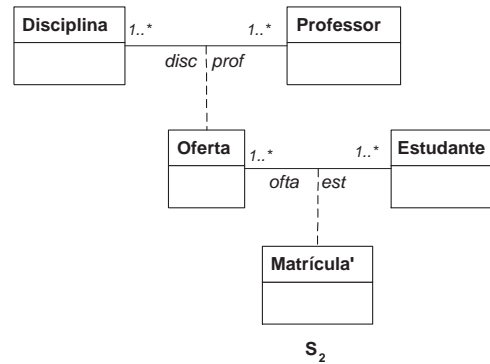 Disciplina 1..* 1..* Professor
disc prof
Oferta 1..* 1..* Estudante
ofta est
Matrícula'
S2